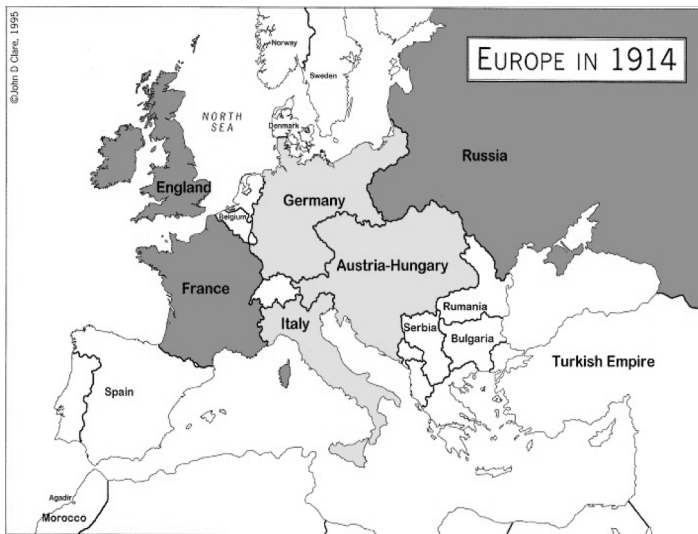 ©John D Clare, 1995
EUROPE IN 1914
Norway
Sweden
NORTH
SEA
Denmark
Russia
England
Germany
Belgium
Austria-Hungary
France
Italy
Rumania
Serbia
Bulgaria
Turkish Empire
Spain
Agadir
Morocco